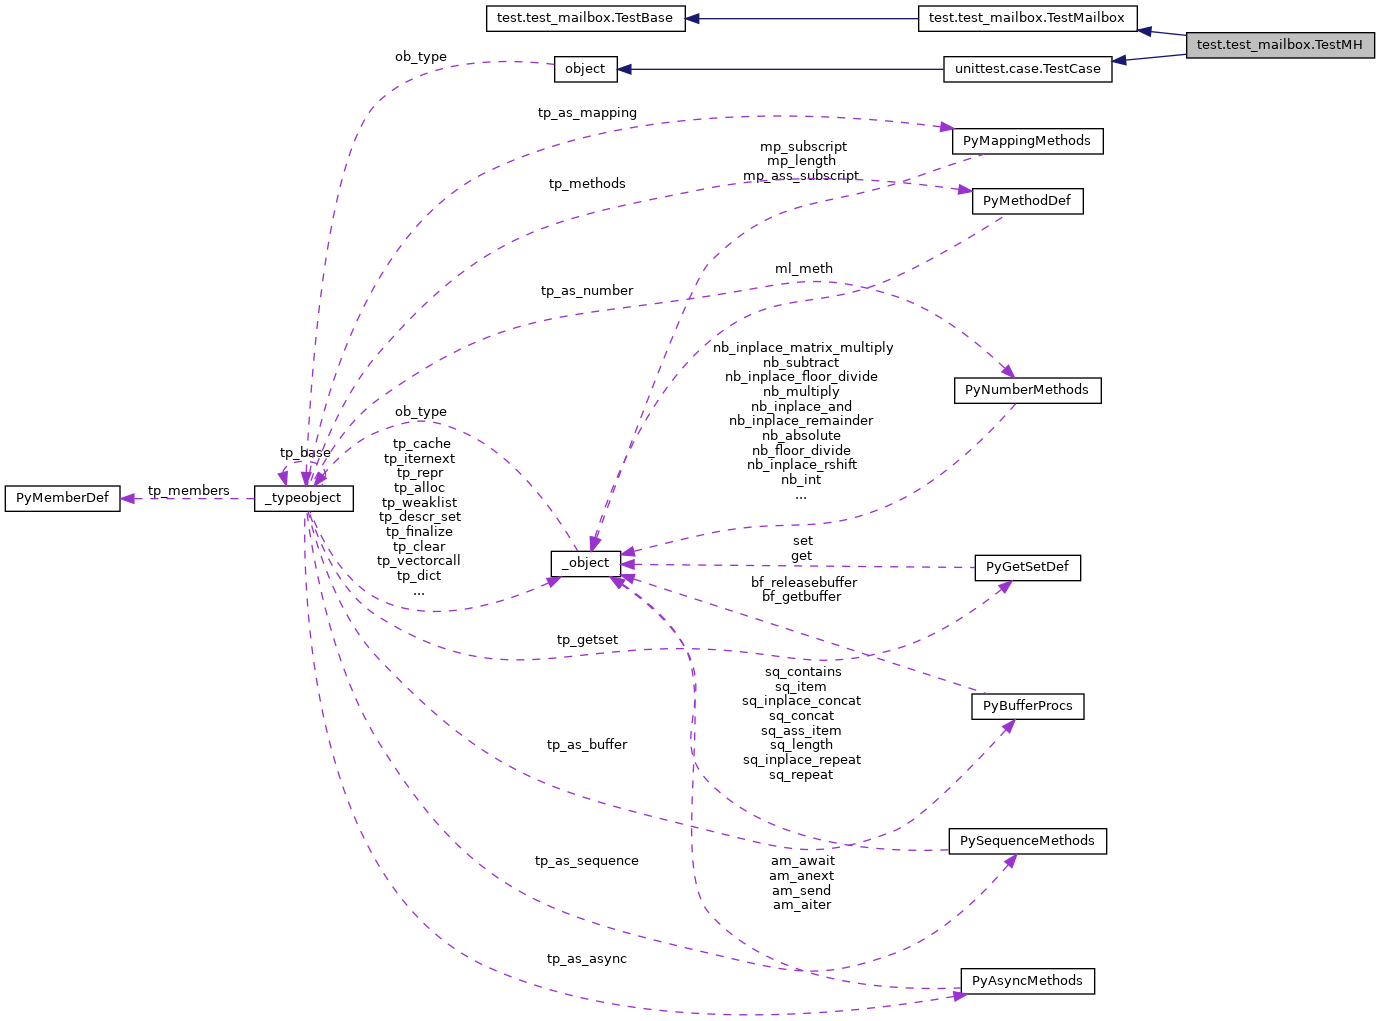 test.test_mailbox.TestBase
test.test_mailbox.TestMailbox
test.test_mailbox.TestMH
ob_type
object
unittest.case.TestCase
tp_as_mapping
PyMappingMethods
mp_subscript
mp_length
mp_ass_subscript
tp_methods
PyMethodDef
ml_meth
tp_as_number
nb_inplace_matrix_multiply
nb_subtract
nb_inplace_floor_divide
nb_multiply
nb_inplace_and
nb_inplace_remainder
nb_absolute
nb_floor_divide
nb_inplace_rshift
nb_int
...
PyNumberMethods
ob_type
tp_base
tp_cache
tp_iternext
tp_repr
tp_alloc
tp_weaklist
tp_descr_set
tp_finalize
tp_clear
tp_vectorcall
tp_dict
...
PyMemberDef
tp_members
_typeobject
_object
set
get
PyGetSetDef
bf_releasebuffer
bf_getbuffer
tp_getset
sq_contains
sq_item
sq_inplace_concat
sq_concat
sq_ass_item
sq_length
sq_inplace_repeat
sq_repeat
PyBufferProcs
tp_as_buffer
PySequenceMethods
tp_as_sequence
am_await
am_anext
am_send
am_aiter
tp_as_async
PyAsyncMethods